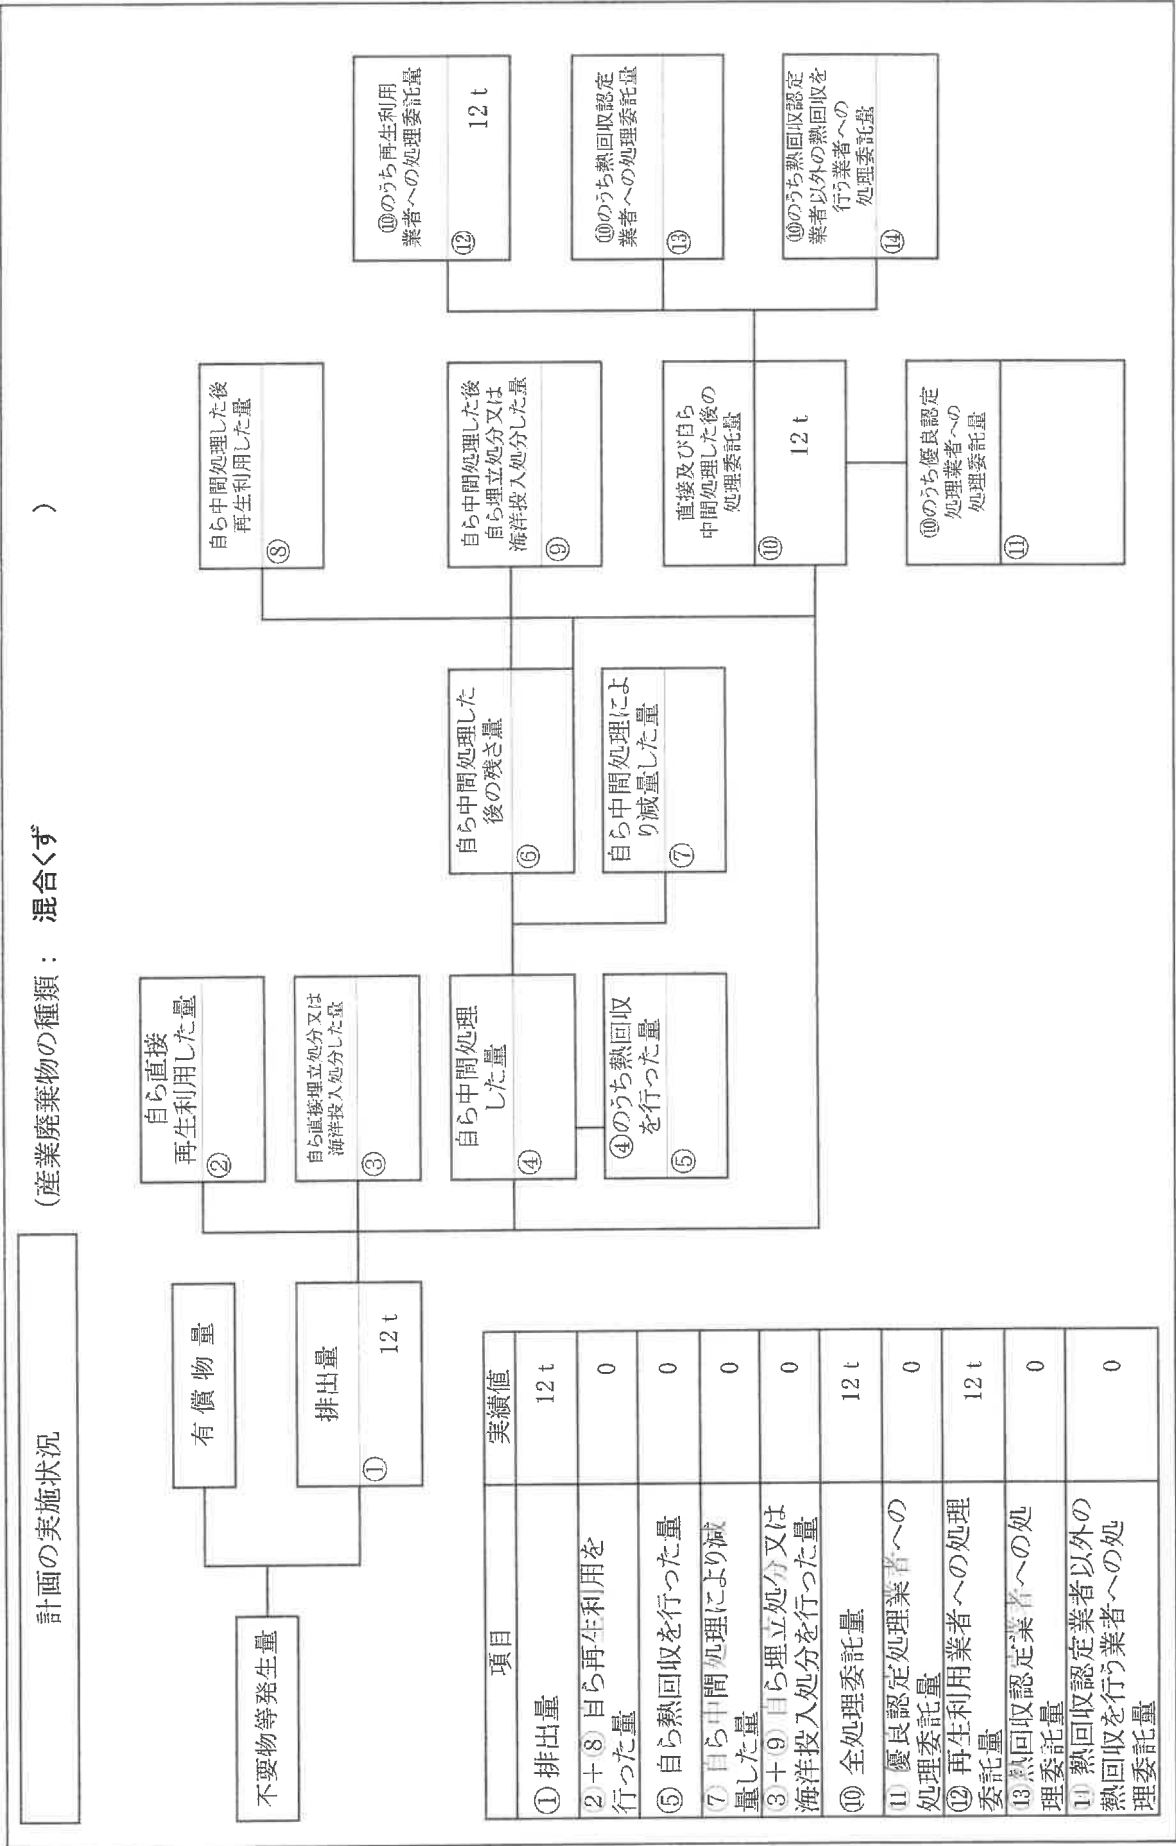 計画の実施状況
(産業廃棄物の種類： 混合くず )
不要物等発生量
有償物量
排出量
① 12t
自ら直接
再生利用した量
②
自ら直接埋立処分又は
海洋投入処分した量
③
自ら中間処理
した量
④
④のうち熱回収
を行った量
⑤
自ら中間処理した
後の残さ量
⑥
自ら中間処理によ
り減量した量
⑦
自ら中間処理した後
再生利用した量
⑧
自ら中間処理した後
自ら埋立処分又は
海洋投入処分した量
⑨
直接及び自ら
中間処理した後の
処理委託量
⑩ 12t
⑩のうち優良認定
処理業者への
処理委託量
⑪
⑩のうち再生利用
業者への処理委託量
⑫ 12t
⑩のうち熱回収認定
業者への処理委託量
⑬
⑩のうち熱回収認定
業者以外の熱回収を
行う業者への
処理委託量
⑭
項目 実績値
① 排出量 12t
②＋⑧ 自ら再生利用を
行った量 0
⑤ 自ら熱回収を行った量 0
⑦ 自ら中間処理により減
量した量 0
③＋⑨ 自ら埋立処分又は
海洋投入処分を行った量 0
⑩ 全処理委託量 12t
⑪ 優良認定処理業者への
処理委託量 0
⑫ 再生利用業者への処理
委託量 12t
⑬ 熱回収認定業者への処
理委託量 0
⑭ 熱回収認定業者以外の
熱回収を行う業者への処
理委託量 0